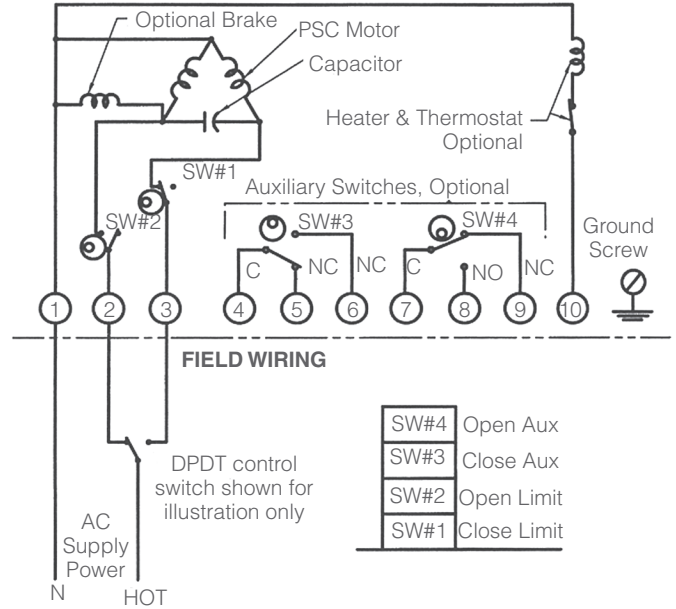 Optional Brake
PSC Motor
Capacitor
Heater & Thermostat
Optional
SW#1
Auxiliary Switches, Optional
SW#2
SW#3
SW#4
Ground
Screw
C
NC
NC
C
NO
NC
1
2
3
4
5
6
7
8
9
10
FIELD WIRING
DPDT control
switch shown for
illustration only
AC
Supply
Power
N
HOT
SW#4 Open Aux
SW#3 Close Aux
SW#2 Open Limit
SW#1 Close Limit